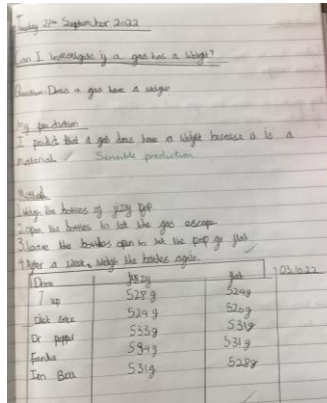 Tuesday 27th September 2022
Can I investigate if a gas has a weight?
Question: Does a gas have a weight
My prediction
I predict that a gas does have a weight because it is a
material ✓ Sensible prediction
Method
1 Weigh the bottles of fizzy pop
2 open the bottles to let the gas escape
3 leave the bottles open to let the pop go flat
4 After a week, weigh the bottles again.
Drink fizzy flat 03.10.22
7 up 528g 524g
Diet Coke 524g 520g
Dr pepper 533g 531g
534g 531g
531g 528g